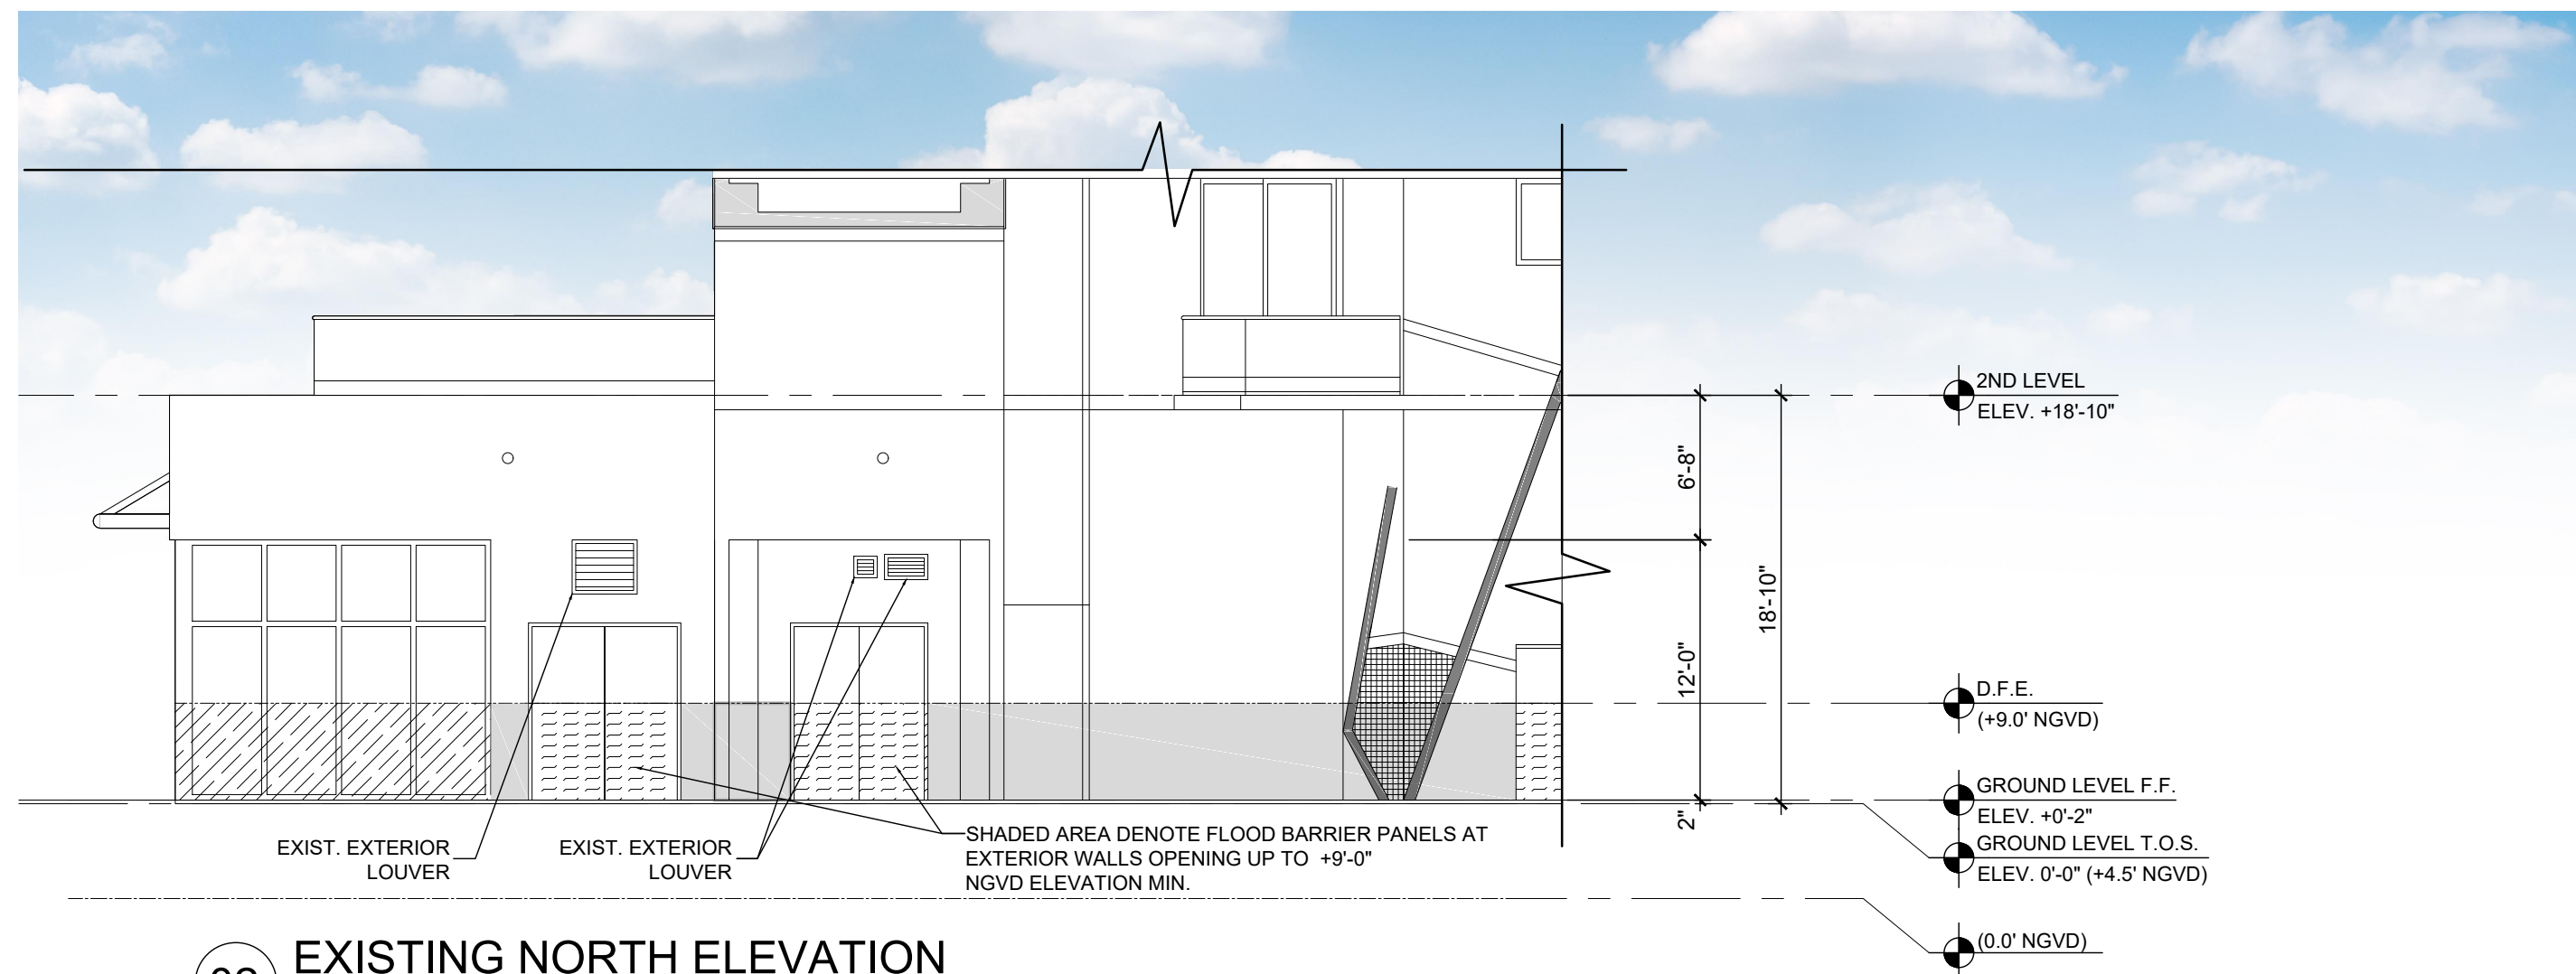 2ND LEVEL
ELEV. +18'-10"
6'-8"
18'-10"
12'-0"
2"
D.F.E.
(+9.0' NGVD)
GROUND LEVEL F.F.
ELEV. +0'-2"
GROUND LEVEL T.O.S.
ELEV. 0'-0" (+4.5' NGVD)
(0.0' NGVD)
EXIST. EXTERIOR
LOUVER
EXIST. EXTERIOR
LOUVER
SHADED AREA DENOTE FLOOD BARRIER PANELS AT
EXTERIOR WALLS OPENING UP TO +9'-0"
NGVD ELEVATION MIN.
EXISTING NORTH ELEVATION